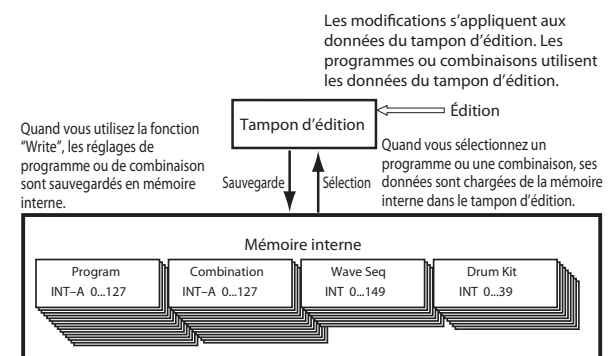 Les modifications s’appliquent aux
données du tampon d’édition. Les
programmes ou combinaisons utilisent
les données du tampon d’édition.
Tampon d’édition
Édition
Quand vous utilisez la fonction
“Write”, les réglages de
programme ou de combinaison
sont sauvegardés en mémoire
interne.
Sauvegarde
Sélection
Quand vous sélectionnez un
programme ou une combinaison, ses
données sont chargées de la mémoire
interne dans le tampon d’édition.
Mémoire interne
Program
INT–A 0...127
Combination
INT–A 0...127
Wave Seq
INT 0...149
Drum Kit
INT 0...39